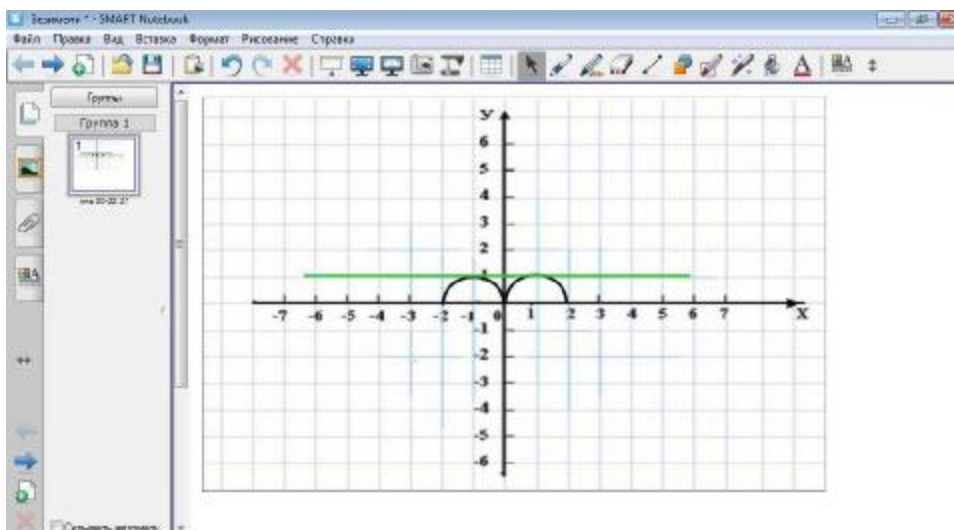 Безимени * - SMART Notebook
Файл Правка Вид Вставка Формат Рисование Справка
Группы
Группа 1
1
У
6
5
4
3
2
1
-7 -6 -5 -4 -3 -2 -1 0 1 2 3 4 5 6 7 X
-1
-2
-3
-4
-5
-6